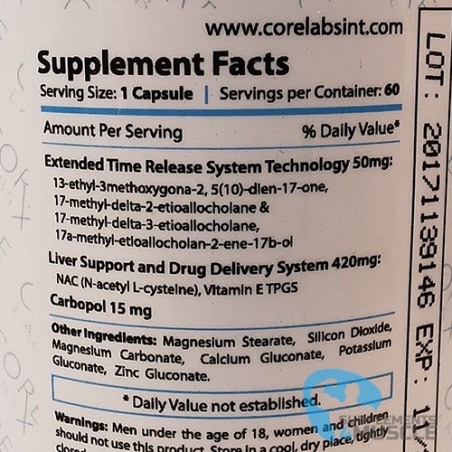 www.corelabsint.com
Supplement Facts
Serving Size: 1 Capsule | Servings per Container: 60
Amount Per Serving % Daily Value*
Extended Time Release System Technology 50mg:
13-ethyl-3methoxygona-2, 5(10)-dien-17-one,
17-methyl-delta-2-etioallocholane &
17-methyl-delta-3-etioallocholane,
17a-methyl-etioallocholan-2-ene-17b-ol
Liver Support and Drug Delivery System 420mg:
NAC (N-acetyl L-cysteine), Vitamin E TPGS
Carbopol 15 mg
Other Ingredients: Magnesium Stearate, Silicon Dioxide,
Magnesium Carbonate, Calcium Gluconate, Potassium
Gluconate, Zinc Gluconate.
* Daily Value not established.
Warnings: Men under the age of 18, women and children
should not use this product. Store in a cool, dry place, tightly
LOT: 20171139146 EXP: 11
SUPPLEMENTS
MUSCLE